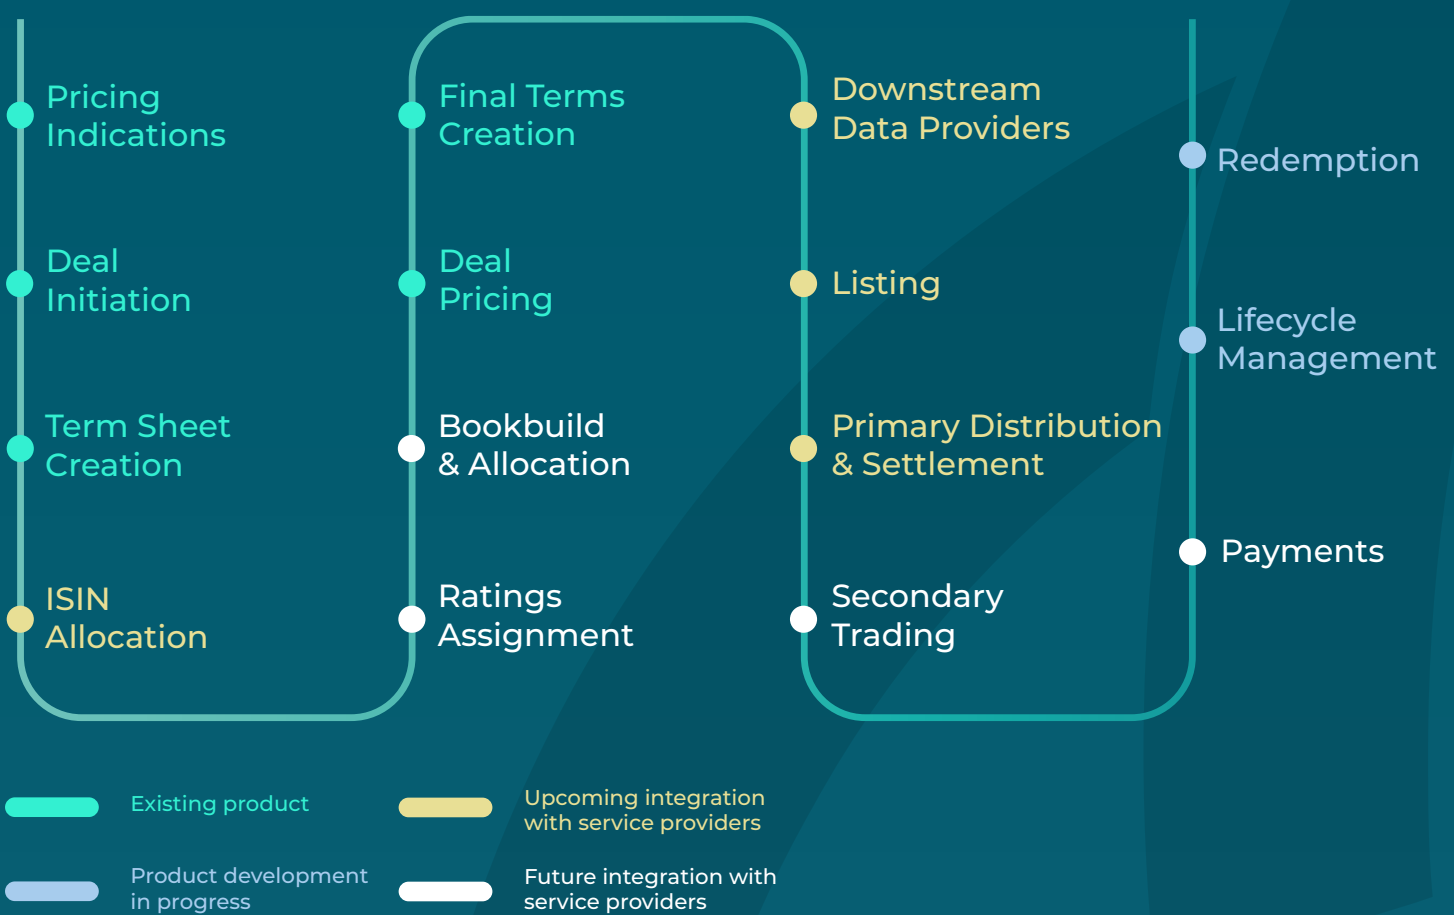 Pricing
Indications
Deal
Initiation
Term Sheet
Creation
ISIN
Allocation
Final Terms
Creation
Deal
Pricing
Bookbuild
& Allocation
Ratings
Assignment
Downstream
Data Providers
Listing
Primary Distribution
& Settlement
Secondary
Trading
Redemption
Lifecycle
Management
Payments
Existing product
Upcoming integration
with service providers
Product development
in progress
Future integration with
service providers